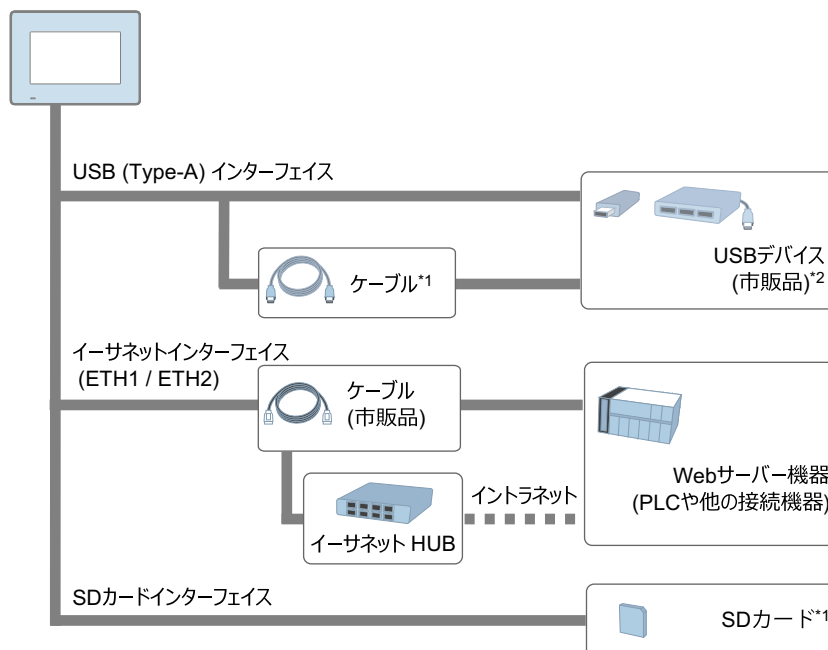 USB (Type-A) インターフェイス
USBデバイス
(市販品)*2
ケーブル*1
イーサネットインターフェイス
(ETH1 / ETH2)
ケーブル
(市販品)
Webサーバー機器
(PLCや他の接続機器)
イントラネット
イーサネット HUB
SDカードインターフェイス
SDカード*1